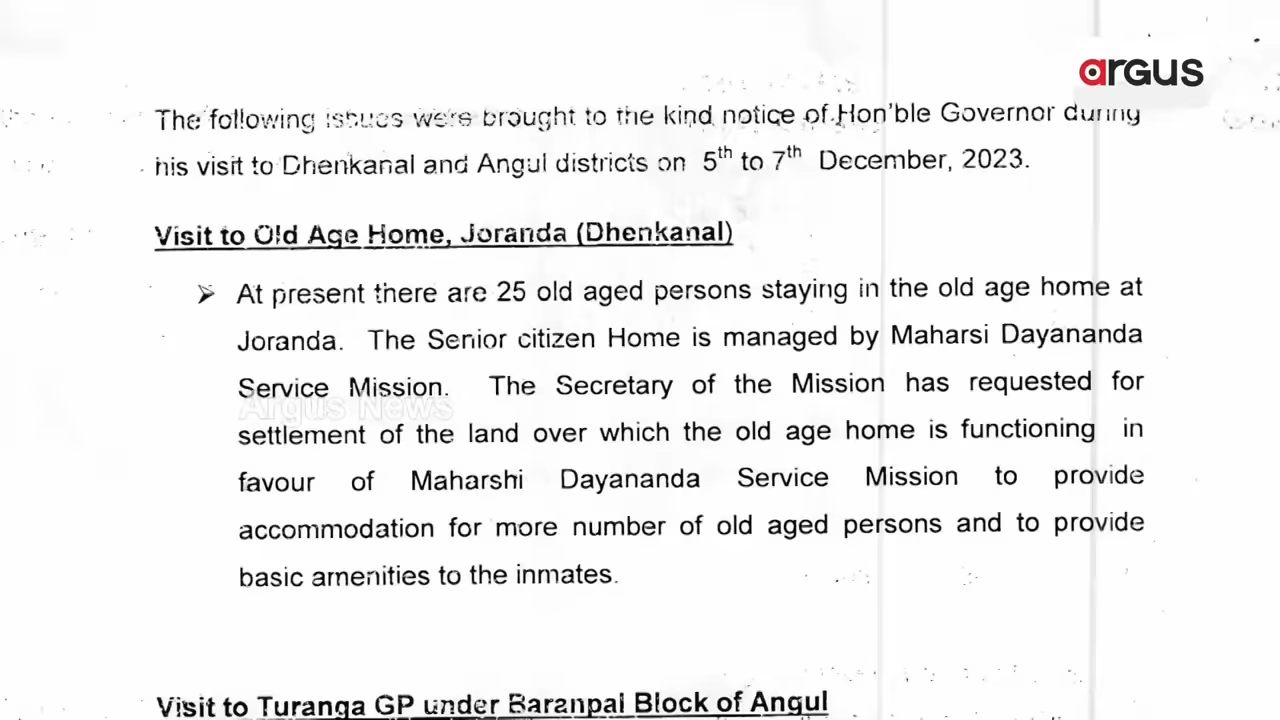 argus
The following issues were brought to the kind notice of Hon'ble Governor during
his visit to Dhenkanal and Angul districts on 5th to 7th December, 2023.
Visit to Old Age Home, Joranda (Dhenkanal)
➢ At present there are 25 old aged persons staying in the old age home at
Joranda. The Senior citizen Home is managed by Maharsi Dayananda
Service Mission. The Secretary of the Mission has requested for
Argus News
settlement of the land over which the old age home is functioning in
favour of Maharshi Dayananda Service Mission to provide
accommodation for more number of old aged persons and to provide
basic amenities to the inmates.
Visit to Turanga GP under Baranpal Block of Angul